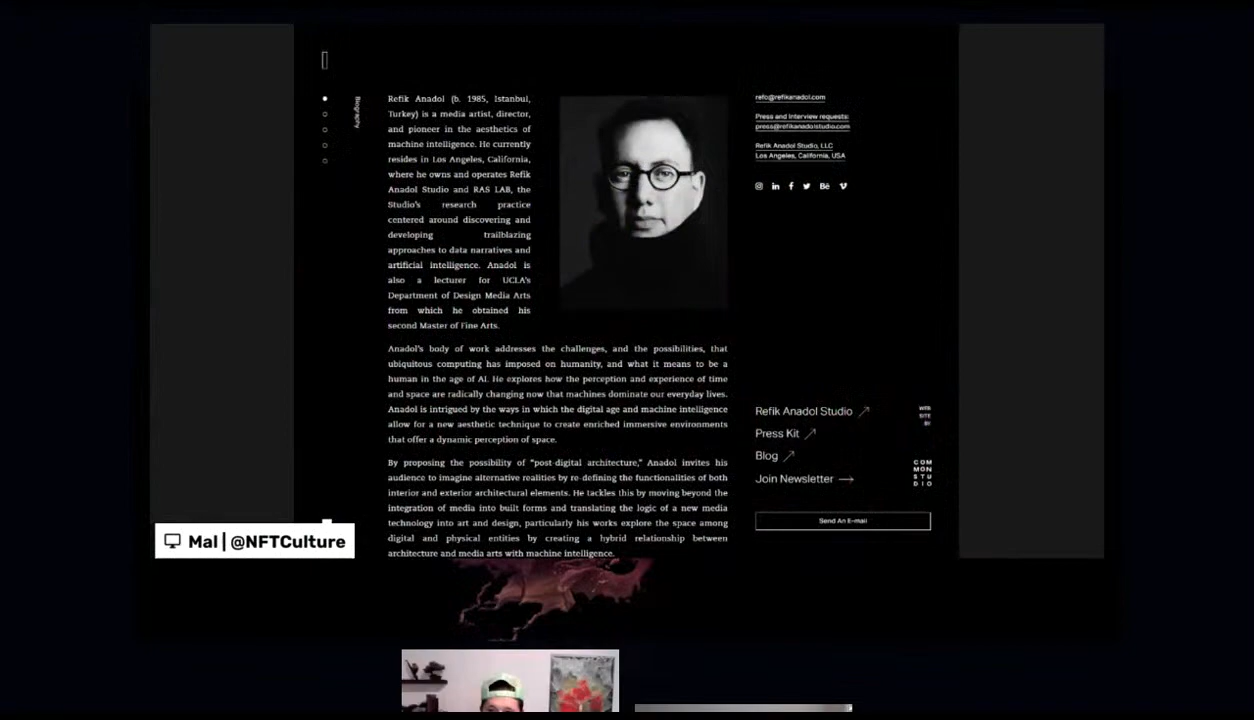 Biography
Refik Anadol (b. 1985, Istanbul,
Turkey) is a media artist, director,
and pioneer in the aesthetics of
machine intelligence. He currently
resides in Los Angeles, California,
where he owns and operates Refik
Anadol Studio and RAS LAB, the
Studio's research practice
centered around discovering and
developing trailblazing
approaches to data narratives and
artificial intelligence. Anadol is
also a lecturer for UCLA's
Department of Design Media Arts
from which he obtained his
second Master of Fine Arts.
Anadol's body of work addresses the challenges, and the possibilities, that
ubiquitous computing has imposed on humanity, and what it means to be a
human in the age of AI. He explores how the perception and experience of time
and space are radically changing now that machines dominate our everyday lives.
Anadol is intrigued by the ways in which the digital age and machine intelligence
allow for a new aesthetic technique to create enriched immersive environments
that offer a dynamic perception of space.
By proposing the possibility of "post-digital architecture," Anadol invites his
audience to imagine alternative realities by re-defining the functionalities of both
interior and exterior architectural elements. He tackles this by moving beyond the
integration of media into built forms and translating the logic of a new media
technology into art and design, particularly his works explore the space among
digital and physical entities by creating a hybrid relationship between
architecture and media arts with machine intelligence.
Press and Interview requests:
press@refikanadolstudio.com
Refik Anadol Studio, LLC
Los Angeles, California, USA
Bē
Refik Anadol Studio
Press Kit
Blog
Join Newsletter
WEB
SITE
BY
COM
MON
STU
DIO
Send An E-mail
Mal | @NFTCulture